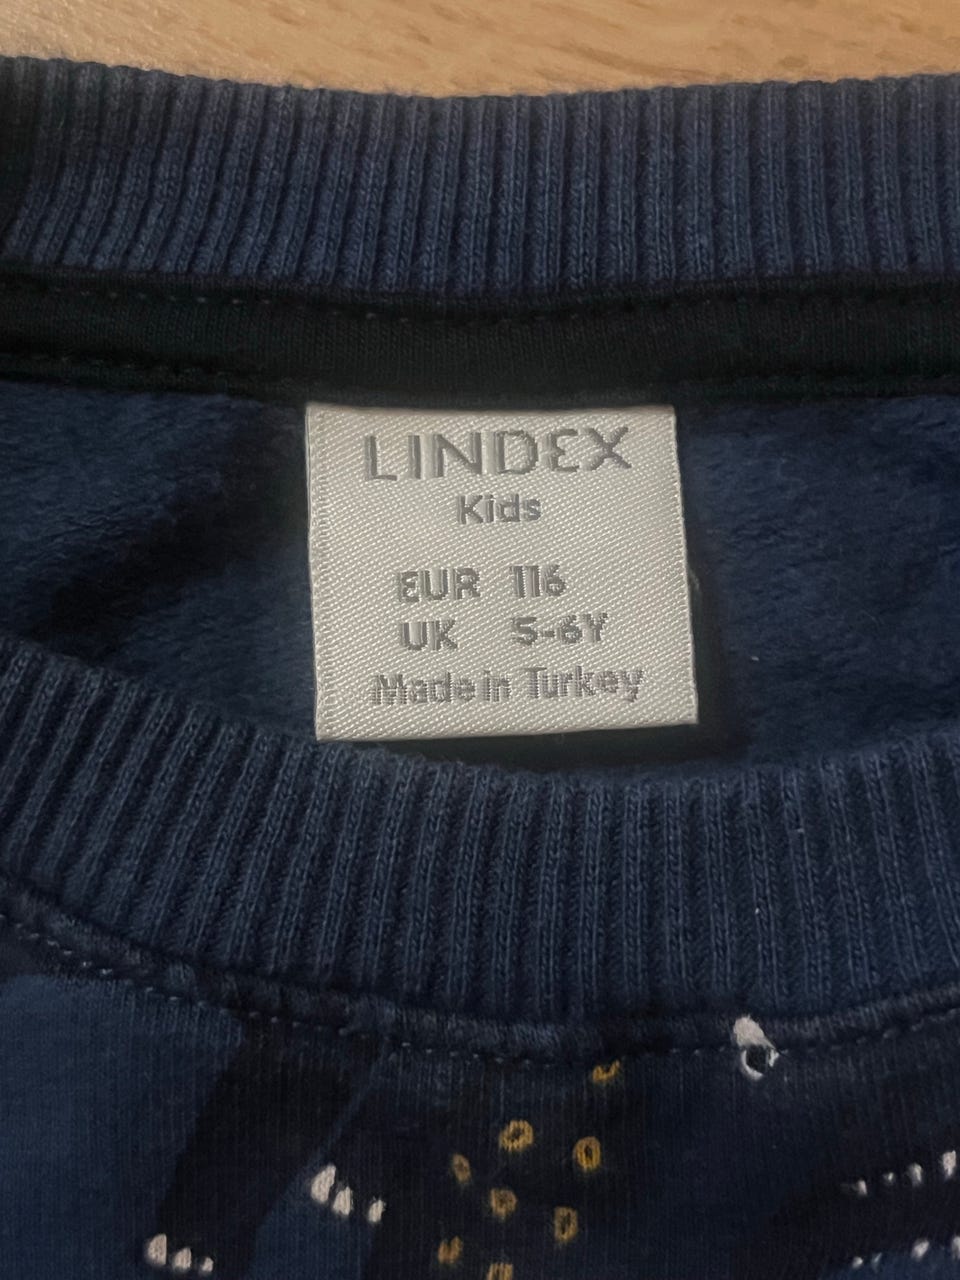 LINDEX
Kids
EUR 116
UK 5-6Y
Made in Turkey